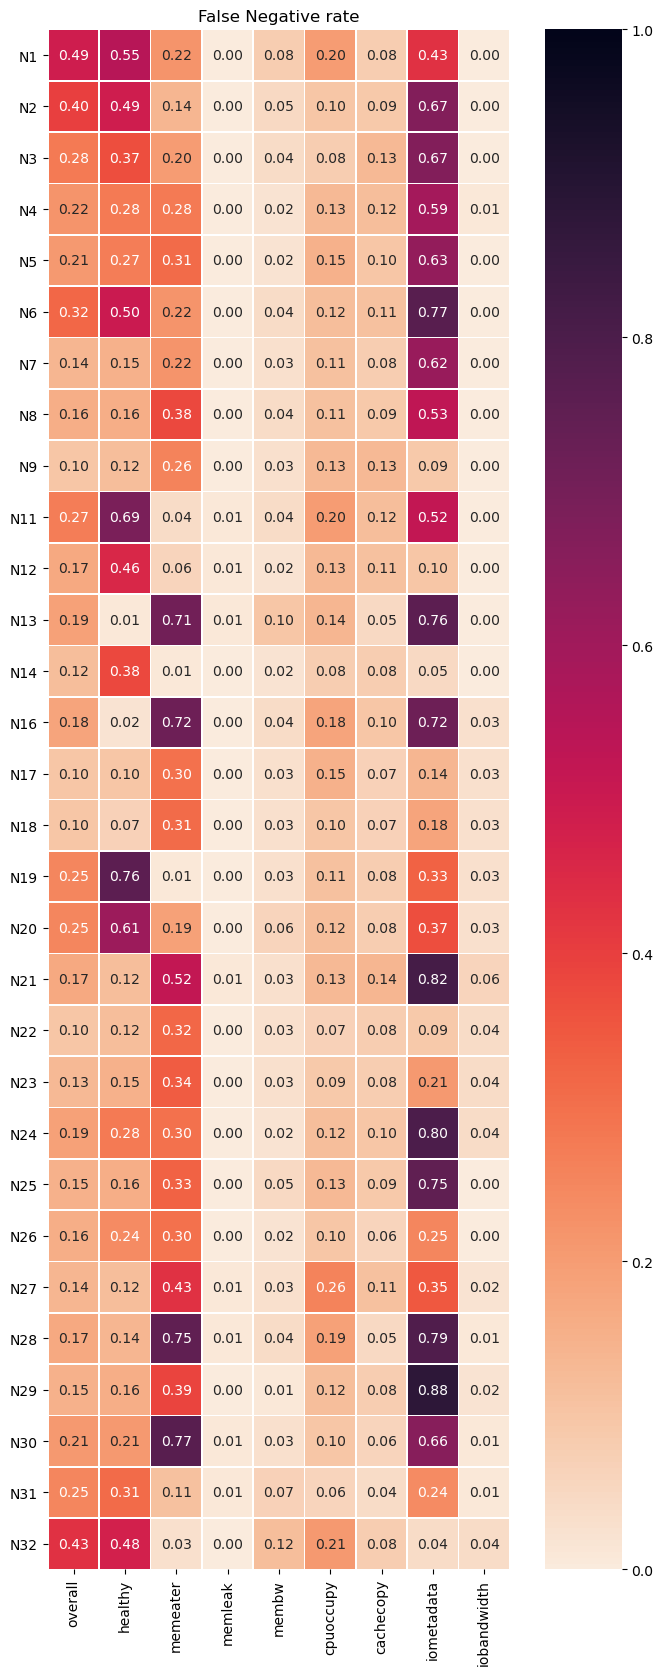 False Negative rate
N1 0.49 0.55 0.22 0.00 0.08 0.20 0.08 0.43 0.00
N2 0.40 0.49 0.14 0.00 0.05 0.10 0.09 0.67 0.00
N3 0.28 0.37 0.20 0.00 0.04 0.08 0.13 0.67 0.00
N4 0.22 0.28 0.28 0.00 0.02 0.13 0.12 0.59 0.01
N5 0.21 0.27 0.31 0.00 0.02 0.15 0.10 0.63 0.00
N6 0.32 0.50 0.22 0.00 0.04 0.12 0.11 0.77 0.00
N7 0.14 0.15 0.22 0.00 0.03 0.11 0.08 0.62 0.00
N8 0.16 0.16 0.38 0.00 0.04 0.11 0.09 0.53 0.00
N9 0.10 0.12 0.26 0.00 0.03 0.13 0.13 0.09 0.00
N11 0.27 0.69 0.04 0.01 0.04 0.20 0.12 0.52 0.00
N12 0.17 0.46 0.06 0.01 0.02 0.13 0.11 0.10 0.00
N13 0.19 0.01 0.71 0.01 0.10 0.14 0.05 0.76 0.00
N14 0.12 0.38 0.01 0.00 0.02 0.08 0.08 0.05 0.00
N16 0.18 0.02 0.72 0.00 0.04 0.18 0.10 0.72 0.03
N17 0.10 0.10 0.30 0.00 0.03 0.15 0.07 0.14 0.03
N18 0.10 0.07 0.31 0.00 0.03 0.10 0.07 0.18 0.03
N19 0.25 0.76 0.01 0.00 0.03 0.11 0.08 0.33 0.03
N20 0.25 0.61 0.19 0.00 0.06 0.12 0.08 0.37 0.03
N21 0.17 0.12 0.52 0.01 0.03 0.13 0.14 0.82 0.06
N22 0.10 0.12 0.32 0.00 0.03 0.07 0.08 0.09 0.04
N23 0.13 0.15 0.34 0.00 0.03 0.09 0.08 0.21 0.04
N24 0.19 0.28 0.30 0.00 0.02 0.12 0.10 0.80 0.04
N25 0.15 0.16 0.33 0.00 0.05 0.13 0.09 0.75 0.00
N26 0.16 0.24 0.30 0.00 0.02 0.10 0.06 0.25 0.00
N27 0.14 0.12 0.43 0.01 0.03 0.26 0.11 0.35 0.02
N28 0.17 0.14 0.75 0.01 0.04 0.19 0.05 0.79 0.01
N29 0.15 0.16 0.39 0.00 0.01 0.12 0.08 0.88 0.02
N30 0.21 0.21 0.77 0.01 0.03 0.10 0.06 0.66 0.01
N31 0.25 0.31 0.11 0.01 0.07 0.06 0.04 0.24 0.01
N32 0.43 0.48 0.03 0.00 0.12 0.21 0.08 0.04 0.04
overall healthy memeater memleak membw cpuoccupy cachecopy iometadata iobandwidth
1.0
0.8
0.6
0.4
0.2
0.0